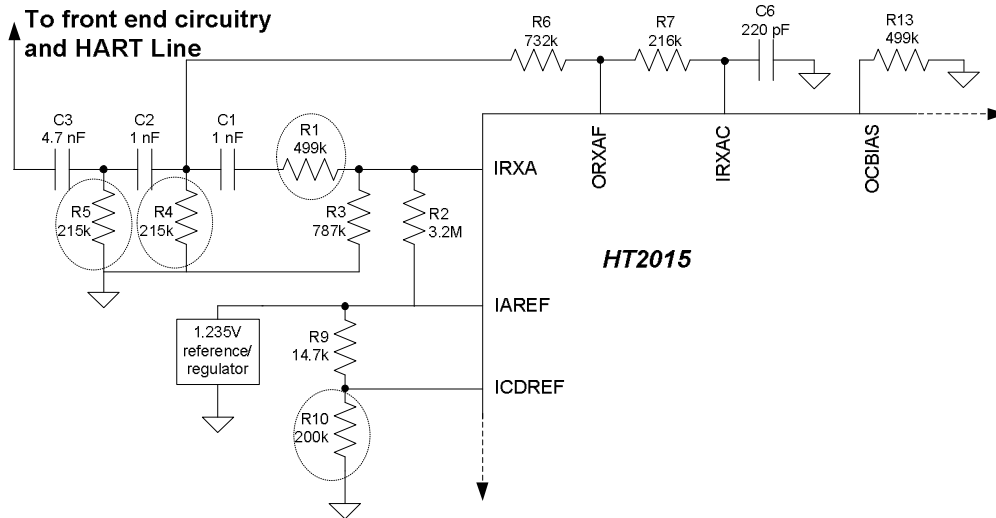 To front end circuitry
and HART Line
R6
732k
R7
216k
C6
220 pF
R13
499k
C3
4.7 nF
C2
1 nF
C1
1 nF
R1
499k
IRXA
ORXAF
IRXAC
OCBIAS
R5
215k
R4
215k
R3
787k
R2
3.2M
HT2015
IAREF
1.235V
reference/
regulator
R9
14.7k
ICDREF
R10
200k